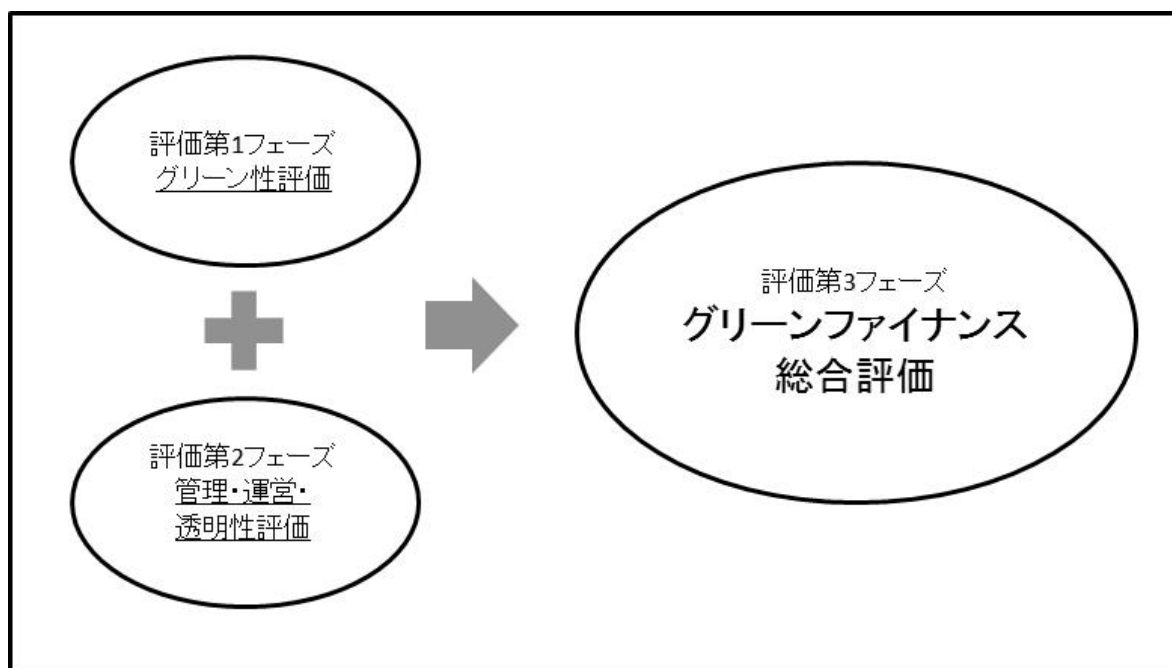 評価第1フェーズ
グリーン性評価
評価第2フェーズ
管理・運営・
透明性評価
評価第3フェーズ
グリーンファイナンス
総合評価